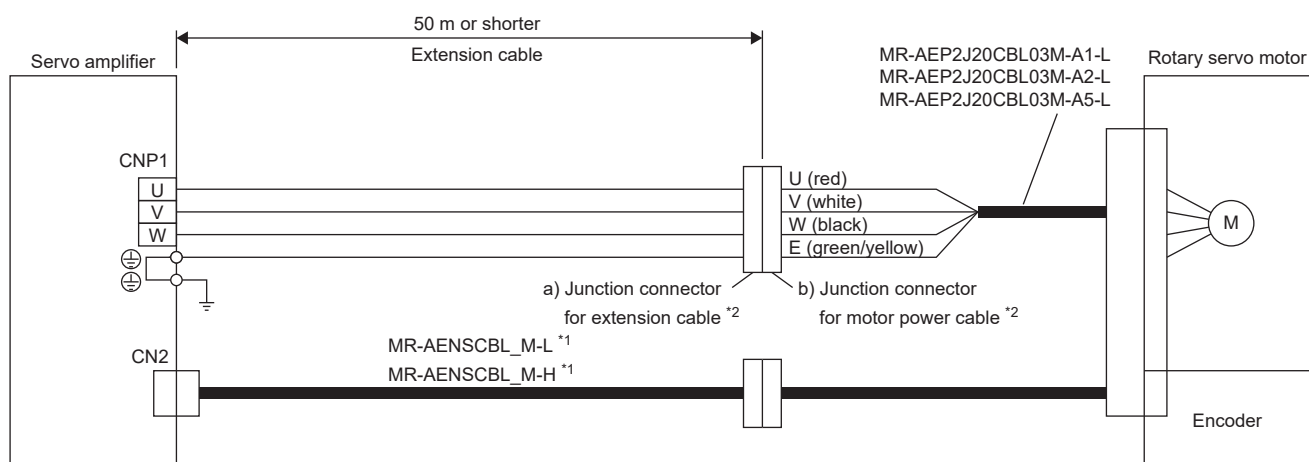 50 m or shorter
Extension cable
Servo amplifier
MR-AEP2J20CBL03M-A1-L
MR-AEP2J20CBL03M-A2-L
MR-AEP2J20CBL03M-A5-L
Rotary servo motor
CNP1
U
V
W
U (red)
V (white)
W (black)
E (green/yellow)
M
a) Junction connector
for extension cable *2
b) Junction connector
for motor power cable *2
CN2
MR-AENSCBL_M-L *1
MR-AENSCBL_M-H *1
Encoder